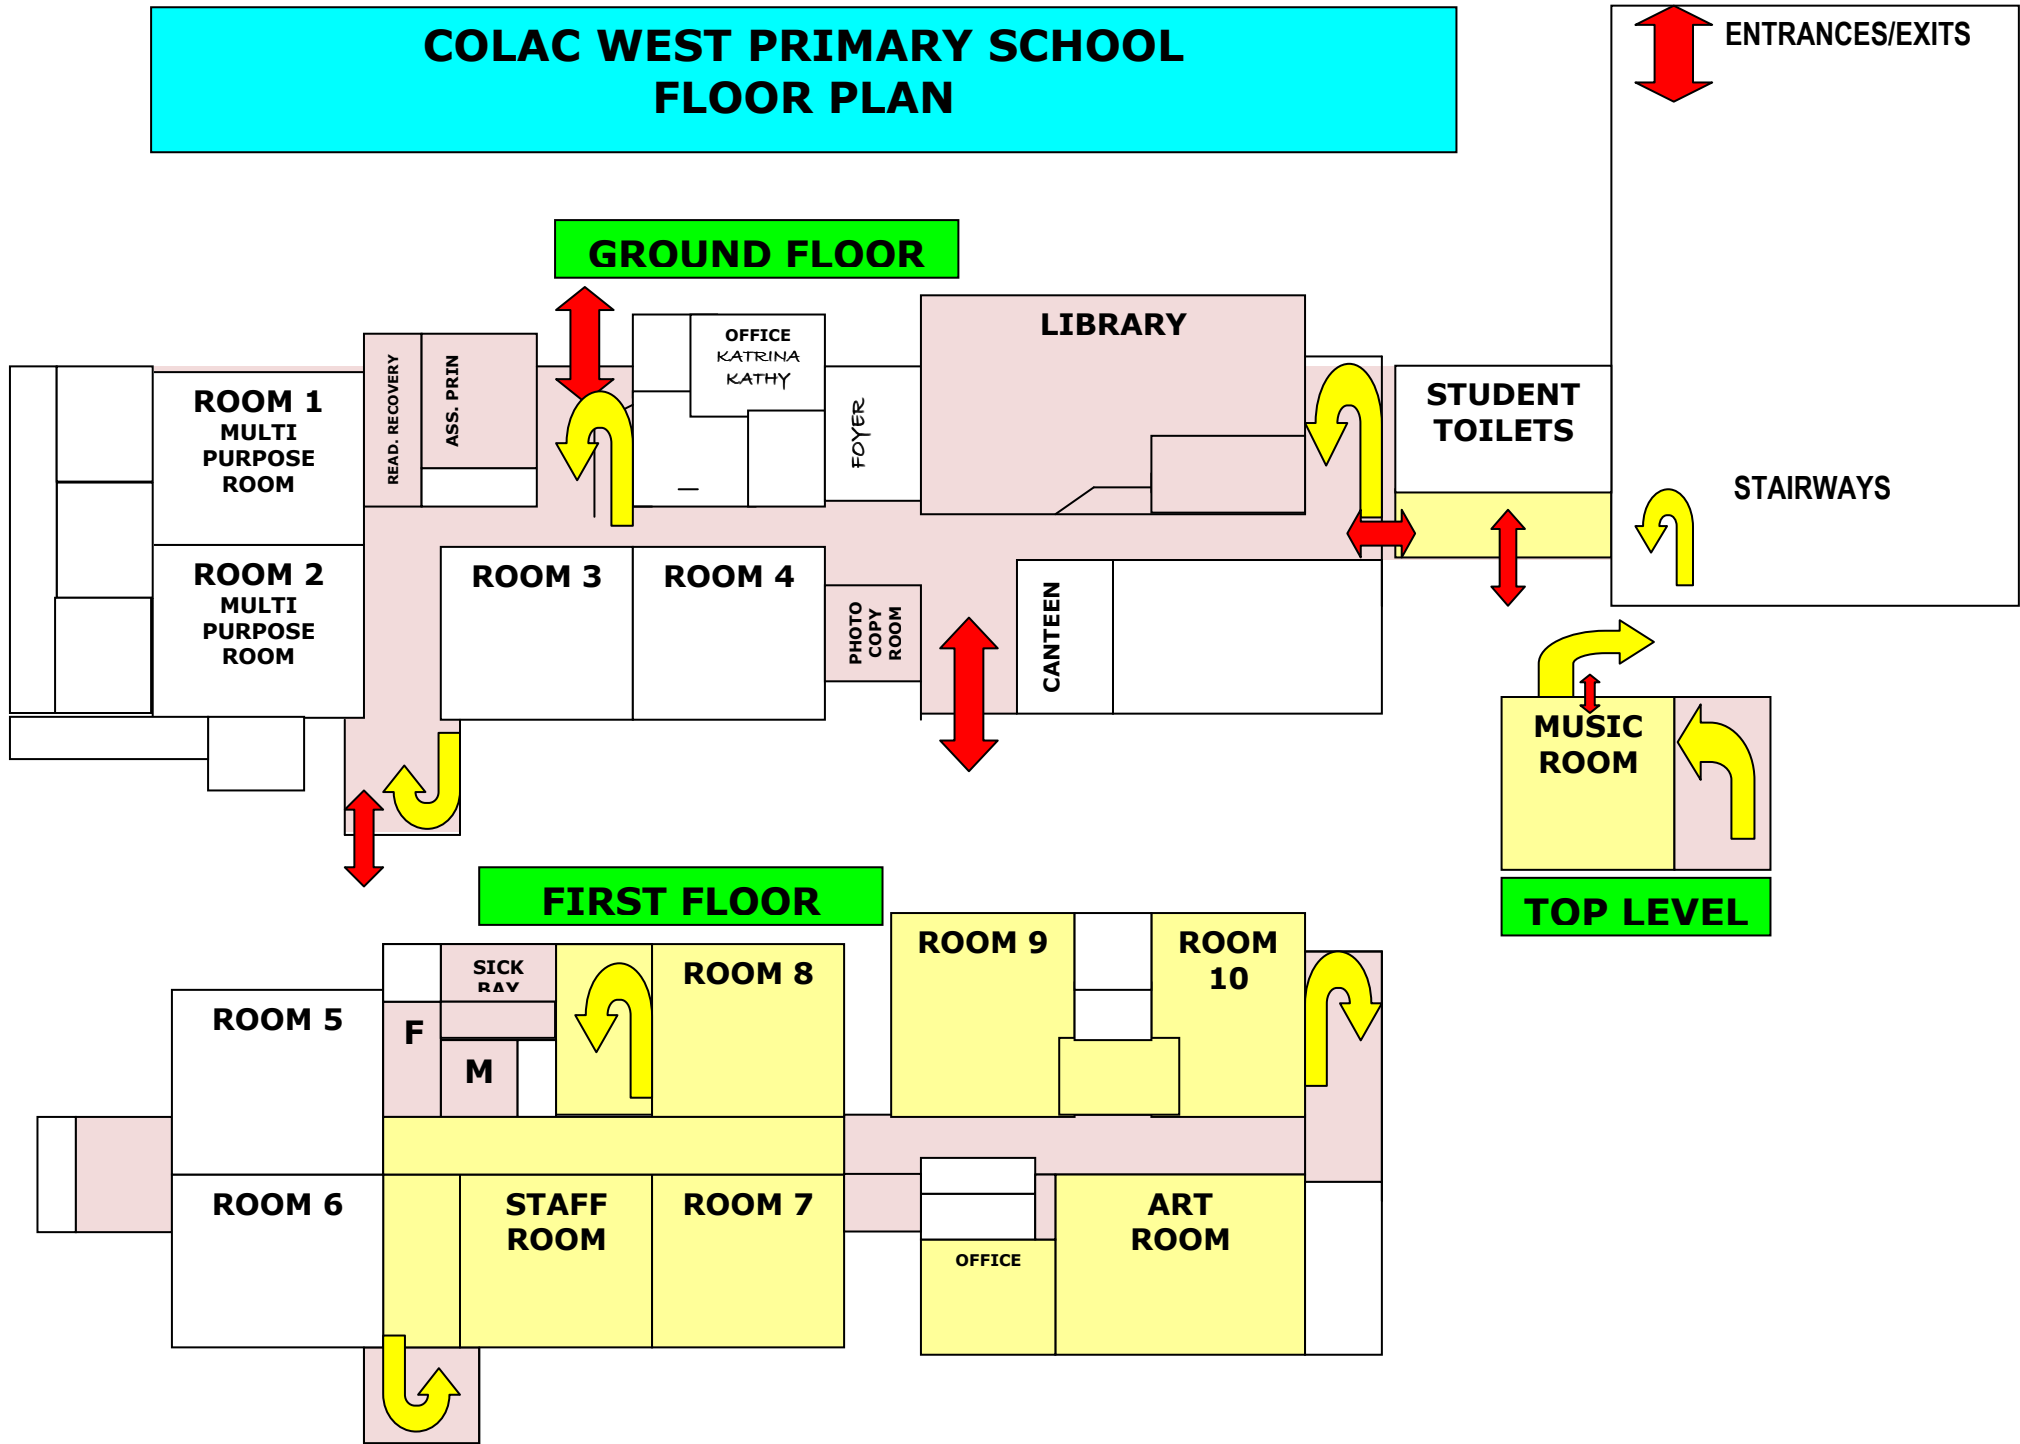 COLAC WEST PRIMARY SCHOOL
FLOOR PLAN
ENTRANCES/EXITS
STAIRWAYS
GROUND FLOOR
ROOM 1
MULTI
PURPOSE
ROOM
READ. RECOVERY
ASS. PRIN
OFFICE
KATRINA
KATHY
FOYER
LIBRARY
STUDENT
TOILETS
ROOM 2
MULTI
PURPOSE
ROOM
ROOM 3
ROOM 4
PHOTO
COPY
ROOM
CANTEEN
MUSIC
ROOM
TOP LEVEL
FIRST FLOOR
ROOM 5
F
SICK
BAY
M
ROOM 8
ROOM 9
ROOM
10
ROOM 6
STAFF
ROOM
ROOM 7
OFFICE
ART
ROOM